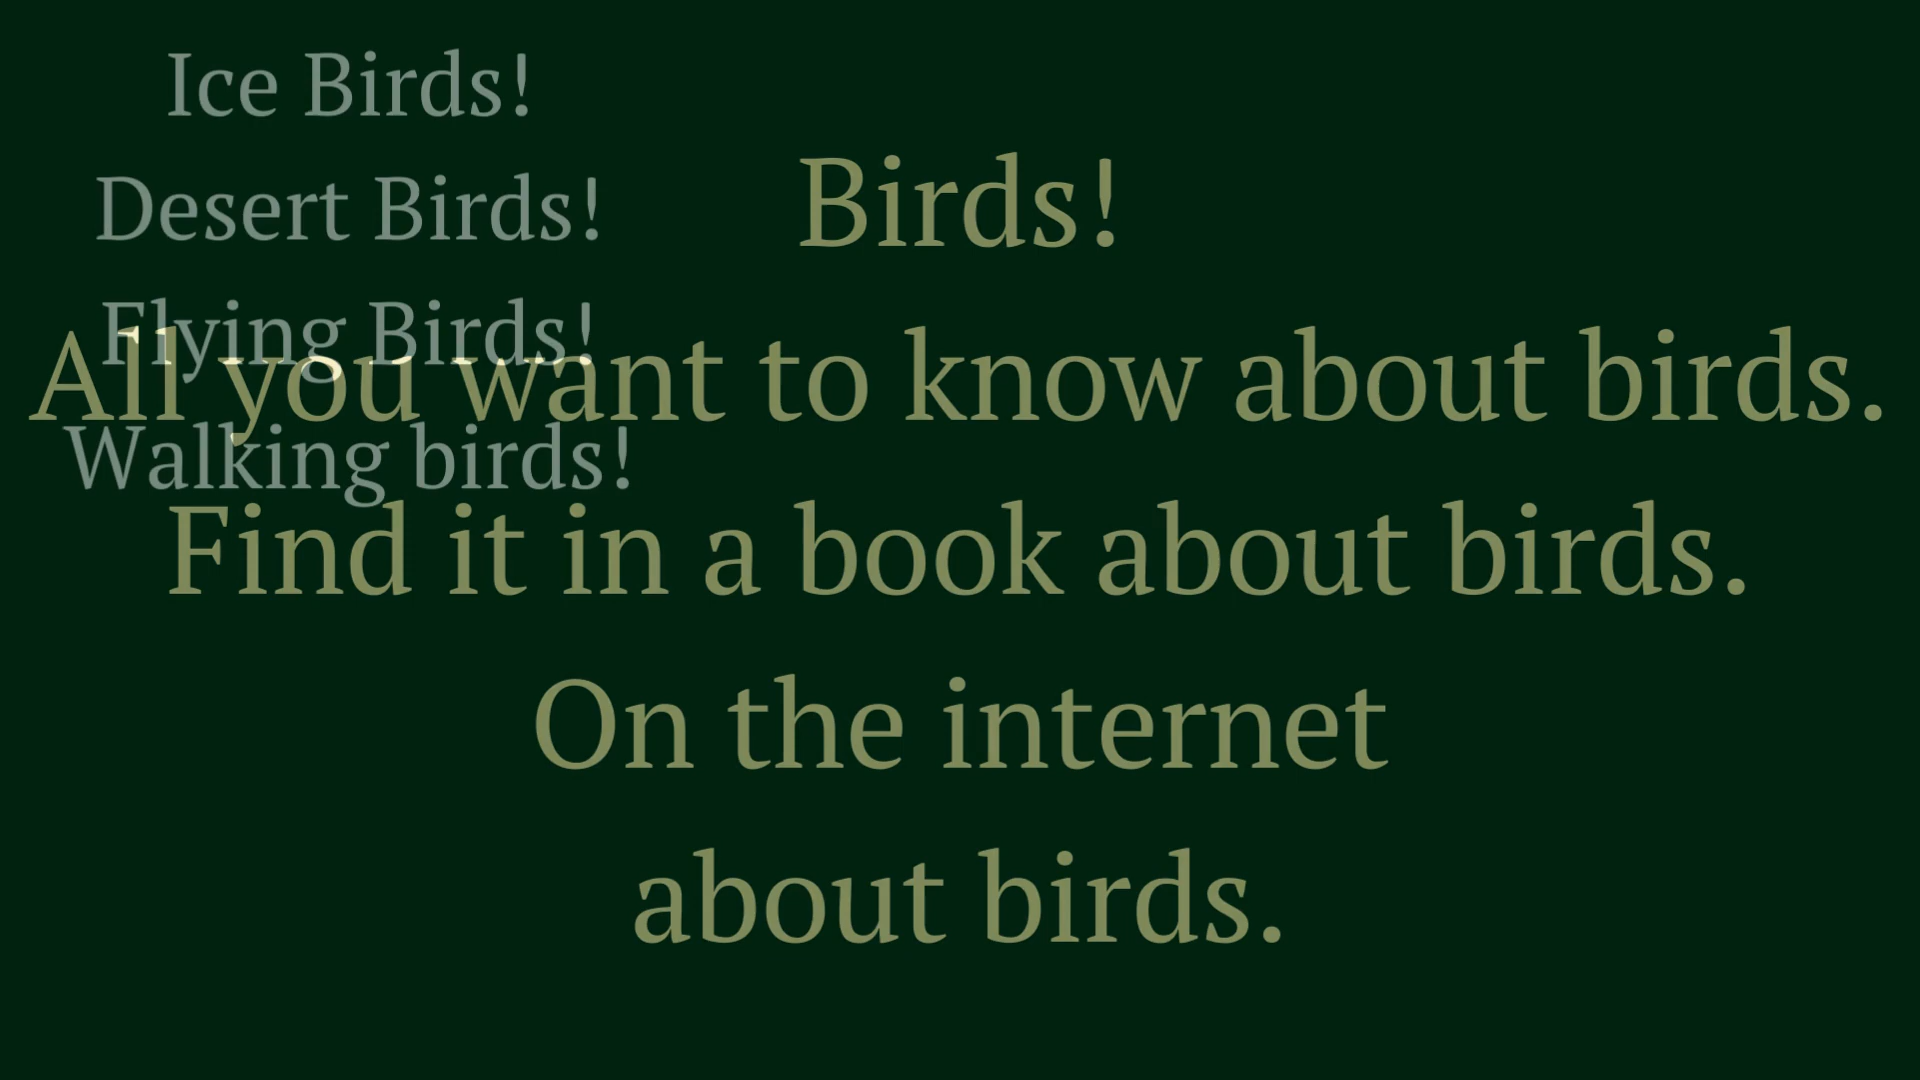 Ice Birds!
Desert Birds!
Flying Birds!
Walking birds!
Birds!
All you want to know about birds.
Find it in a book about birds.
On the internet
about birds.